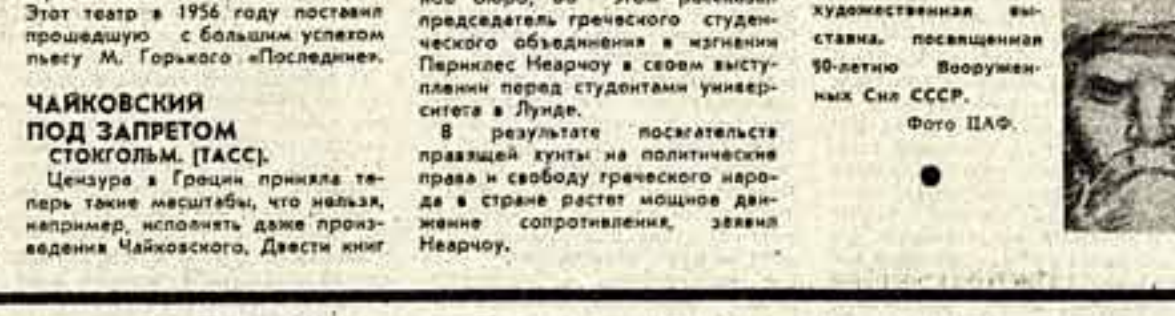 Этот театр в 1956 году поставил
прошедшую с большим успехом
пьесу М. Горького «Последние».
ЧАЙКОВСКИЙ
ПОД ЗАПРЕТОМ
СТОКГОЛЬМ. (ТАСС).
Цензура в Греции приняла те-
перь такие масштабы, что нельзя,
например, исполнять даже произ-
ведения Чайковского. Двести книг
председатель греческого студен-
ческого объединения в изгнании
Периклес Неарчоу в своем высту-
плении перед студентами универ-
ситета в Лунде.
В результате посягательств
правящей хунты на политические
права и свободу греческого наро-
да в стране растет мощное дви-
жение сопротивления, заявил
Неарчоу.
художественная вы-
ставка, посвященная
50-летию Вооружен-
ных Сил СССР.
Фото ЦАФ.